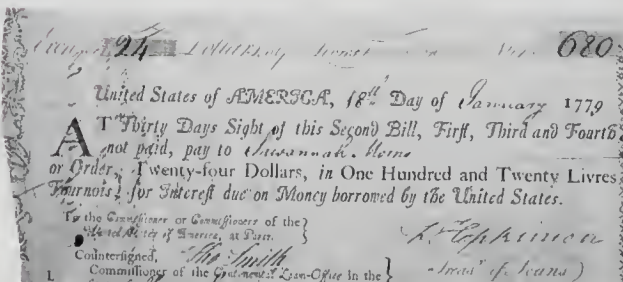 24 680
United States of AMERICA, 18th Day of January 1779
AT Thirty Days Sight of this Second Bill, First, Third and Fourth
not paid, pay to Susannah
or Order, Twenty-four Dollars, in One Hundred and Twenty Livres
Tournois, for Interest due on Money borrowed by the United States.
To the Commissioner or Commissioners of the }
United States of America, at Paris. }
F Hopkinson
Countersigned, Tho Smith
Treasr of Loans )
Commissioner of the Continental Loan-Office in the }